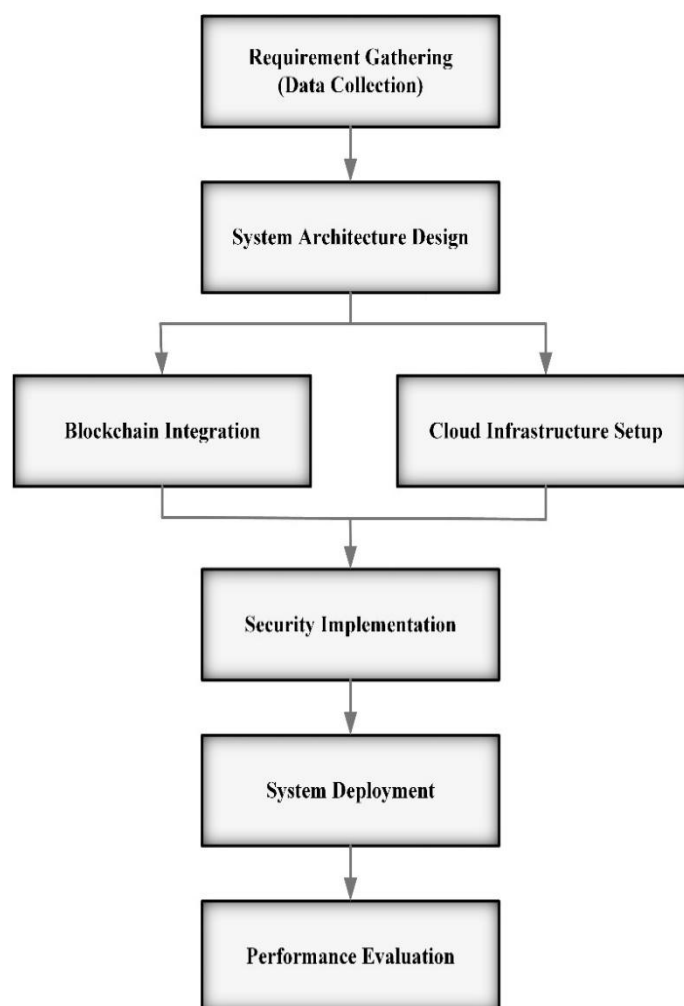 Requirement Gathering
(Data Collection)
System Architecture Design
Blockchain Integration
Cloud Infrastructure Setup
Security Implementation
System Deployment
Performance Evaluation